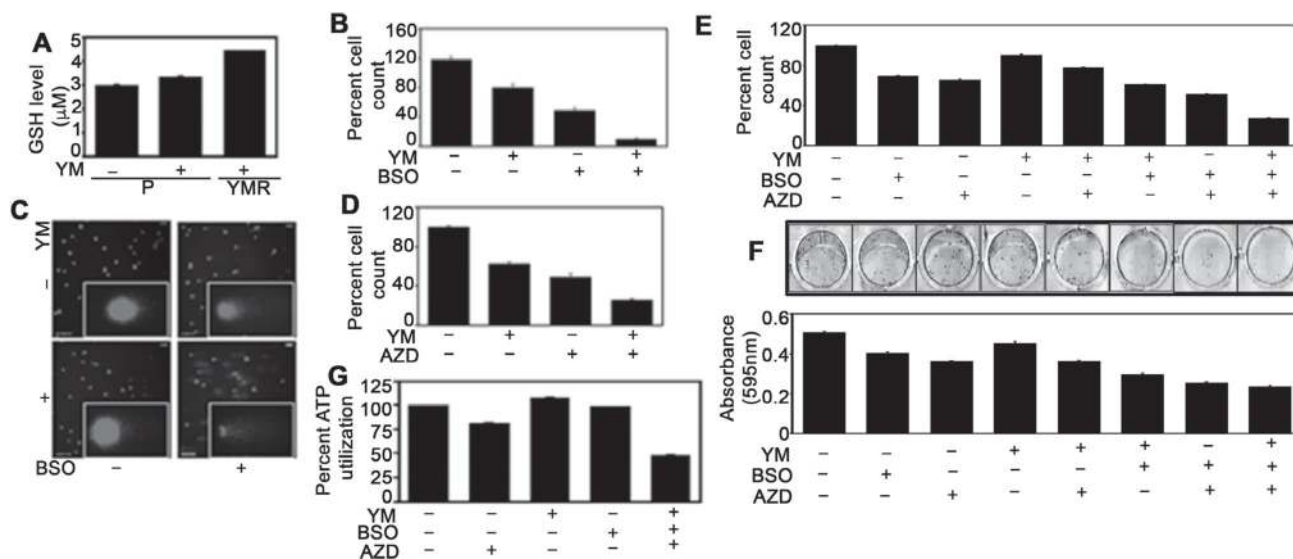 A
GSH level
(μM)
5
4
3
2
1
0
YM – + +
P YMR
B
Percent cell
count
160
120
80
40
0
YM – + – +
BSO – – + +
C
YM
–
+
BSO – +
D
Percent cell
count
120
80
40
0
YM – + – +
AZD – – + +
E
Percent cell
count
120
80
40
0
YM – – – + + + – +
BSO – + – – – + + +
AZD – – + – + – + +
F
Absorbance
(595nm)
0.6
0.4
0.2
0
YM – – – + + + – +
BSO – + – – – + + +
AZD – – + – + – + +
G
Percent ATP
utilization
125
100
75
50
25
0
YM – – + – +
BSO – – – + +
AZD – + – – +